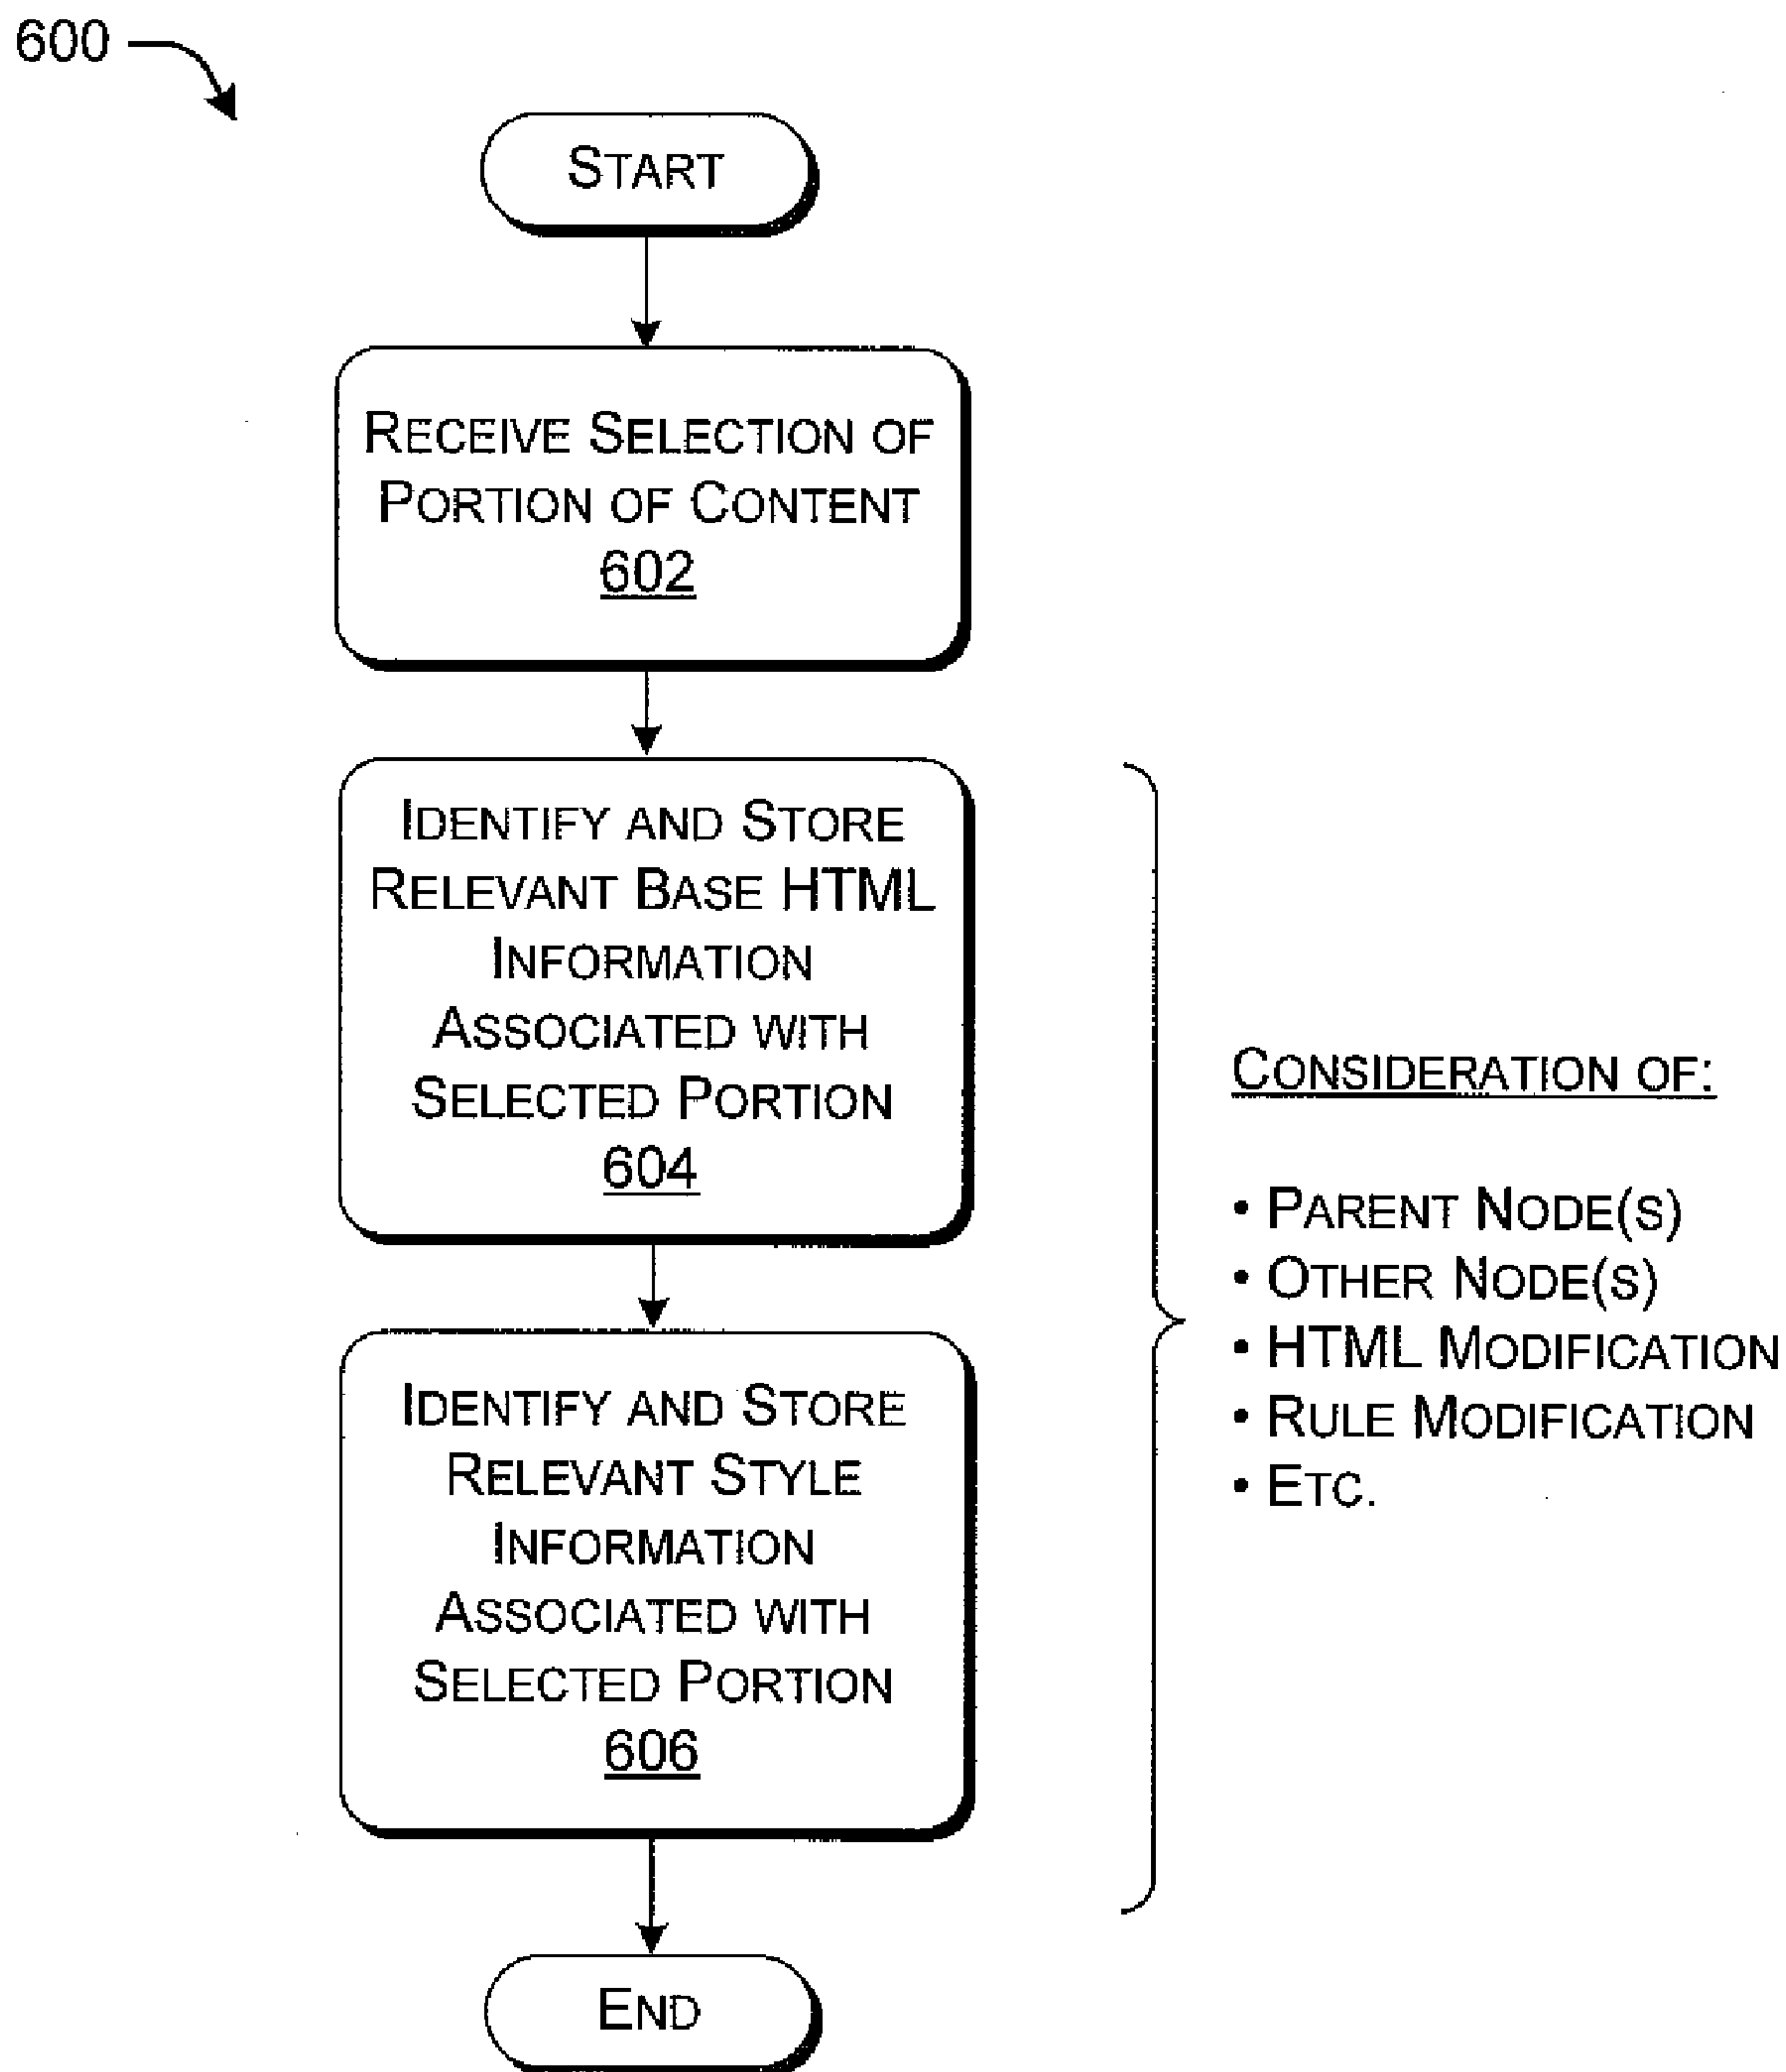 600
START
RECEIVE SELECTION OF
PORTION OF CONTENT
602
IDENTIFY AND STORE
RELEVANT BASE HTML
INFORMATION
ASSOCIATED WITH
SELECTED PORTION
604
IDENTIFY AND STORE
RELEVANT STYLE
INFORMATION
ASSOCIATED WITH
SELECTED PORTION
606
END
CONSIDERATION OF:
• PARENT NODE(S)
• OTHER NODE(S)
• HTML MODIFICATION
• RULE MODIFICATION
• ETC.